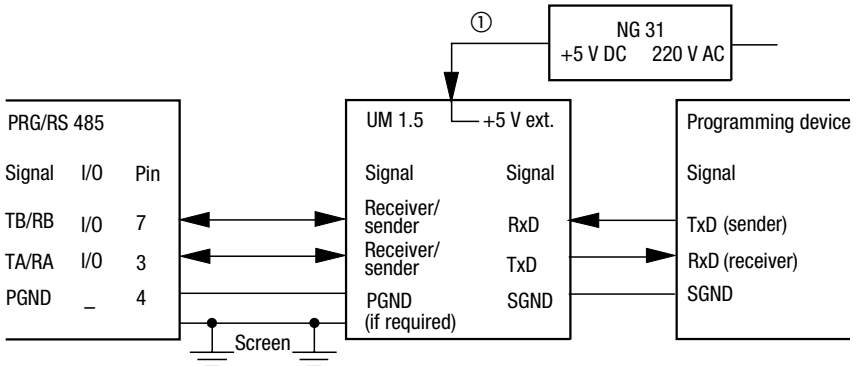 ①
NG 31
+5 V DC 220 V AC
PRG/RS 485
Signal I/O Pin
TB/RB I/O 7
TA/RA I/O 3
PGND _ 4
Screen
UM 1.5 +5 V ext.
Signal Signal
Receiver/
sender RxD
Receiver/
sender TxD
PGND SGND
(if required)
Programming device
Signal
TxD (sender)
RxD (receiver)
SGND